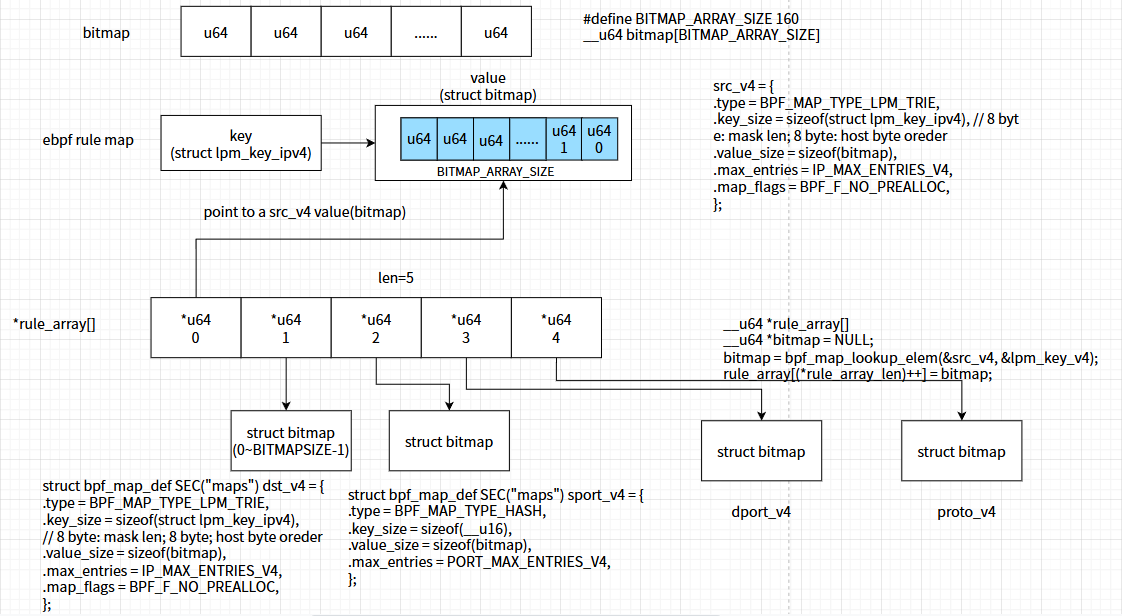 bitmap
u64 u64 u64 ...... u64
#define BITMAP_ARRAY_SIZE 160
__u64 bitmap[BITMAP_ARRAY_SIZE]
value
(struct bitmap)
ebpf rule map
key
(struct lpm_key_ipv4)
u64 u64 u64 ...... u64 u64
1 0
BITMAP_ARRAY_SIZE
src_v4 = {
.type = BPF_MAP_TYPE_LPM_TRIE,
.key_size = sizeof(struct lpm_key_ipv4), // 8 byt
e: mask len; 8 byte: host byte oreder
.value_size = sizeof(bitmap),
.max_entries = IP_MAX_ENTRIES_V4,
.map_flags = BPF_F_NO_PREALLOC,
};
point to a src_v4 value(bitmap)
len=5
*rule_array[]
*u64 *u64 *u64 *u64 *u64
0 1 2 3 4
__u64 *rule_array[]
__u64 *bitmap = NULL;
bitmap = bpf_map_lookup_elem(&src_v4, &lpm_key_v4);
rule_array[(*rule_array_len)++] = bitmap;
struct bitmap
(0~BITMAPSIZE-1)
struct bitmap
struct bitmap
struct bitmap
struct bpf_map_def SEC("maps") dst_v4 = {
.type = BPF_MAP_TYPE_LPM_TRIE,
.key_size = sizeof(struct lpm_key_ipv4),
// 8 byte: mask len; 8 byte; host byte oreder
.value_size = sizeof(bitmap),
.max_entries = IP_MAX_ENTRIES_V4,
.map_flags = BPF_F_NO_PREALLOC,
};
struct bpf_map_def SEC("maps") sport_v4 = {
.type = BPF_MAP_TYPE_HASH,
.key_size = sizeof(__u16),
.value_size = sizeof(bitmap),
.max_entries = PORT_MAX_ENTRIES_V4,
};
dport_v4
proto_v4